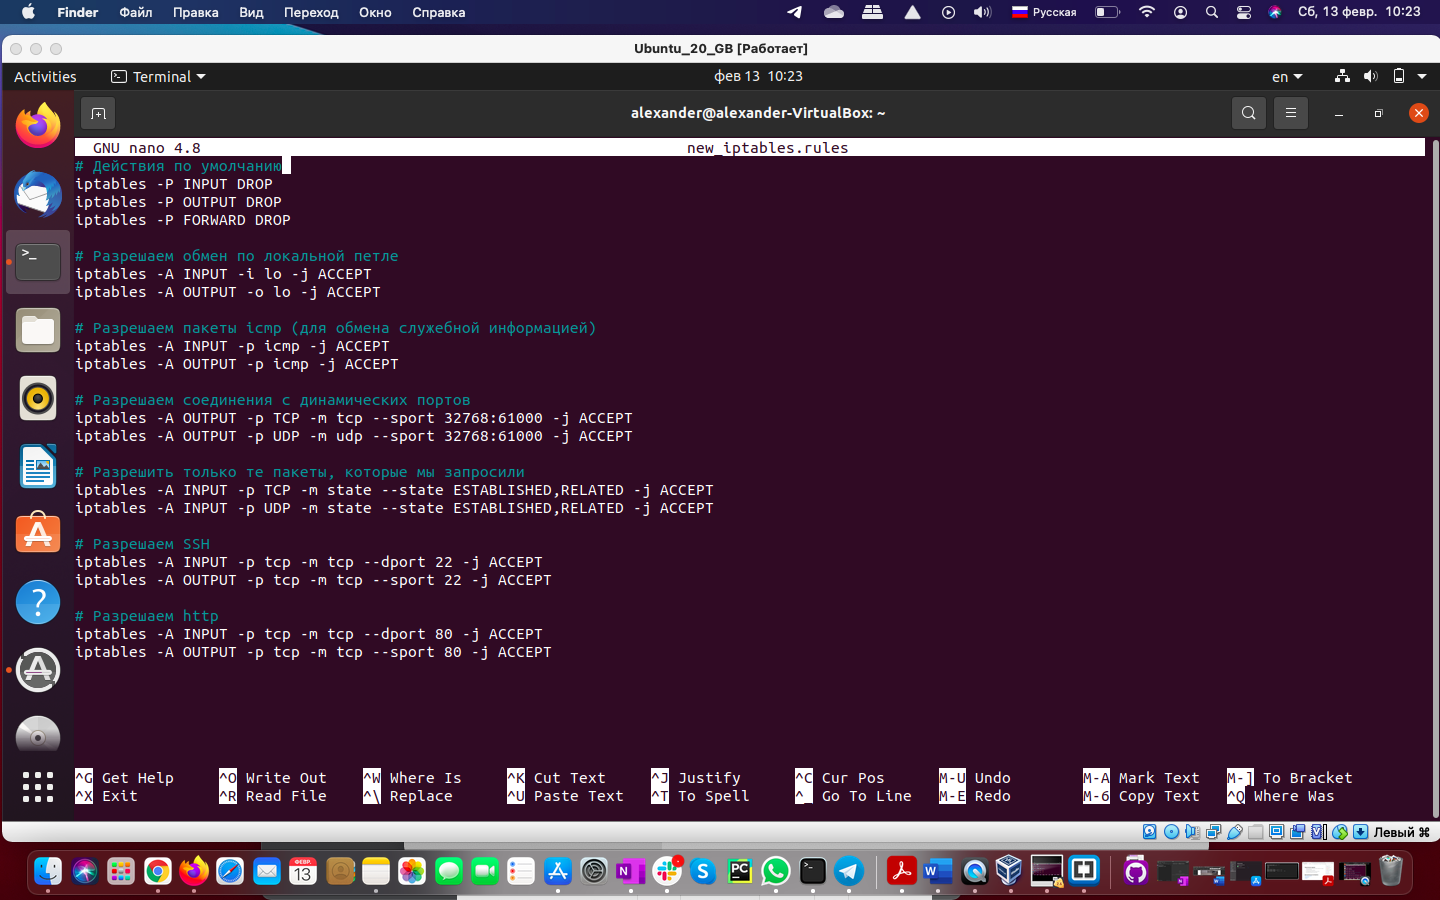 Finder Файл Правка Вид Переход Окно Справка Русская Сб, 13 февр. 10:23
Ubuntu_20_GB [Работает]
Activities Terminal фев 13 10:23 en
alexander@alexander-VirtualBox: ~
GNU nano 4.8 new_iptables.rules
# Действия по умолчанию
iptables -P INPUT DROP
iptables -P OUTPUT DROP
iptables -P FORWARD DROP
# Разрешаем обмен по локальной петле
iptables -A INPUT -i lo -j ACCEPT
iptables -A OUTPUT -o lo -j ACCEPT
# Разрешаем пакеты icmp (для обмена служебной информацией)
iptables -A INPUT -p icmp -j ACCEPT
iptables -A OUTPUT -p icmp -j ACCEPT
# Разрешаем соединения с динамических портов
iptables -A OUTPUT -p TCP -m tcp --sport 32768:61000 -j ACCEPT
iptables -A OUTPUT -p UDP -m udp --sport 32768:61000 -j ACCEPT
# Разрешить только те пакеты, которые мы запросили
iptables -A INPUT -p TCP -m state --state ESTABLISHED,RELATED -j ACCEPT
iptables -A INPUT -p UDP -m state --state ESTABLISHED,RELATED -j ACCEPT
# Разрешаем SSH
iptables -A INPUT -p tcp -m tcp --dport 22 -j ACCEPT
iptables -A OUTPUT -p tcp -m tcp --sport 22 -j ACCEPT
# Разрешаем http
iptables -A INPUT -p tcp -m tcp --dport 80 -j ACCEPT
iptables -A OUTPUT -p tcp -m tcp --sport 80 -j ACCEPT
^G Get Help ^O Write Out ^W Where Is ^K Cut Text ^J Justify ^C Cur Pos M-U Undo M-A Mark Text M-] To Bracket
^X Exit ^R Read File ^\ Replace ^U Paste Text ^T To Spell ^_ Go To Line M-E Redo M-6 Copy Text ^Q Where Was
Левый ⌘
ФЕВР.
13